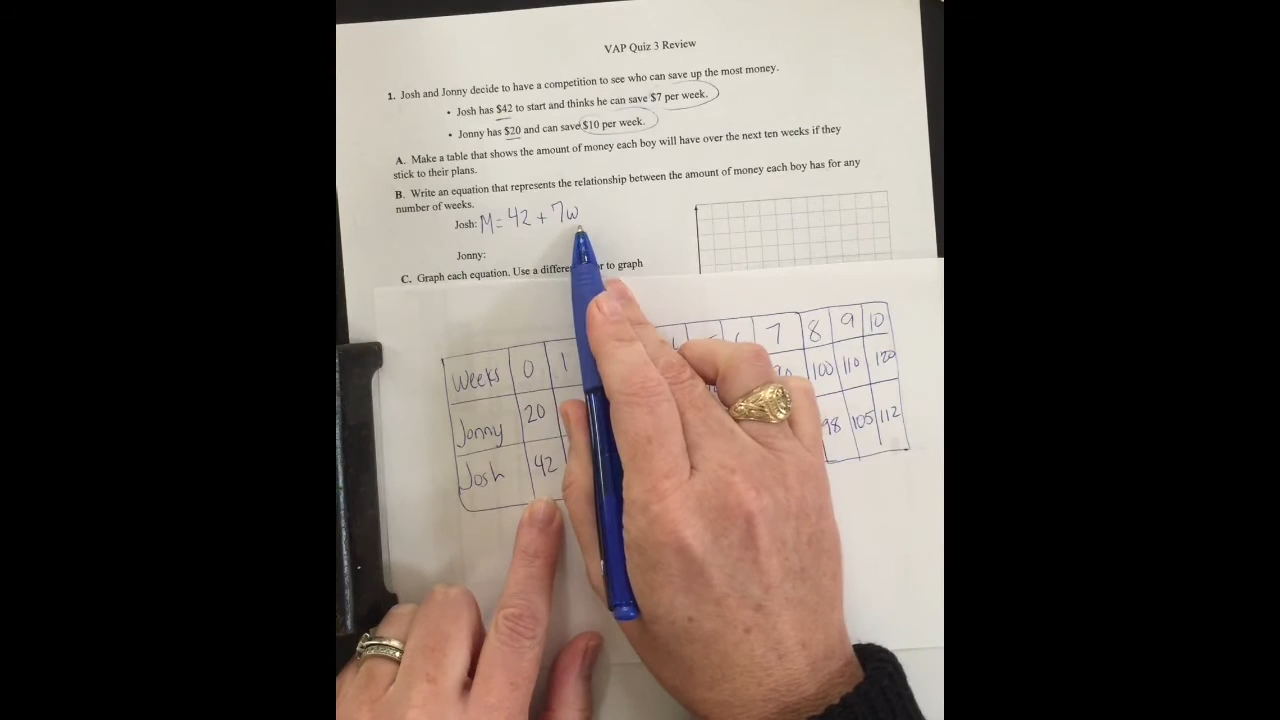 VAP Quiz 3 Review
1. Josh and Jonny decide to have a competition to see who can save up the most money.
• Josh has $42 to start and thinks he can save $7 per week.
• Jonny has $20 and can save $10 per week.
A. Make a table that shows the amount of money each boy will have over the next ten weeks if they
stick to their plans.
B. Write an equation that represents the relationship between the amount of money each boy has for any
number of weeks.
Josh: M = 42 + 7w
Jonny:
C. Graph each equation. Use a to graph
Weeks 0 1 7 8 9 10
Jonny 20 100 110 120
Josh 42 98 105 112